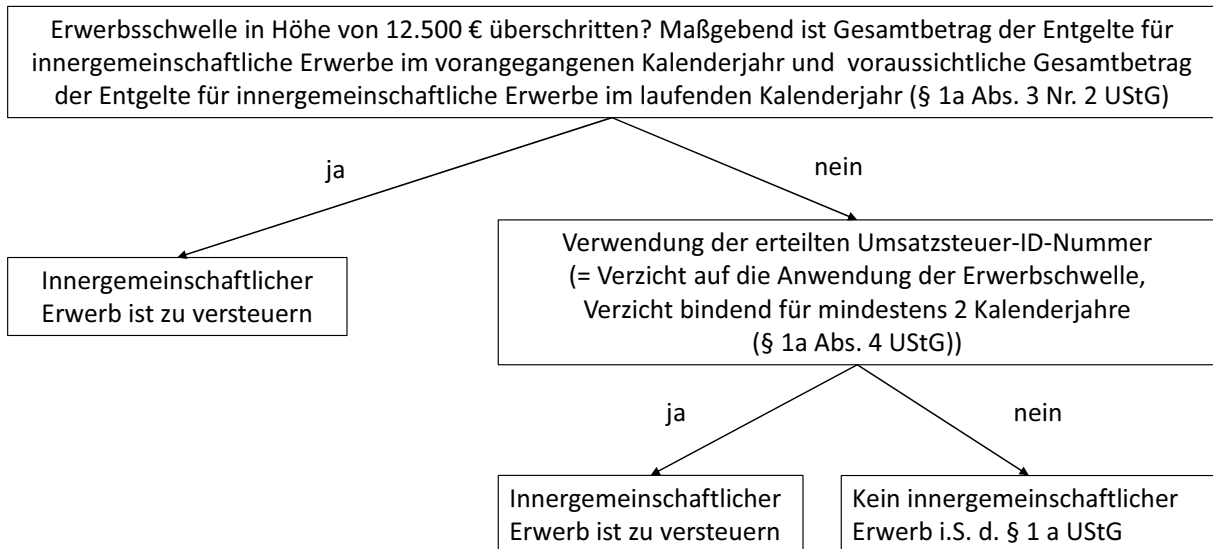 Erwerbsschwelle in Höhe von 12.500 € überschritten? Maßgebend ist Gesamtbetrag der Entgelte für
innergemeinschaftliche Erwerbe im vorangegangenen Kalenderjahr und  voraussichtliche Gesamtbetrag
der Entgelte für innergemeinschaftliche Erwerbe im laufenden Kalenderjahr (§ 1a Abs. 3 Nr. 2 UStG)
ja
nein
Innergemeinschaftlicher
Erwerb ist zu versteuern
Verwendung der erteilten Umsatzsteuer-ID-Nummer
(= Verzicht auf die Anwendung der Erwerbschwelle,
Verzicht bindend für mindestens 2 Kalenderjahre
(§ 1a Abs. 4 UStG))
ja
nein
Innergemeinschaftlicher
Erwerb ist zu versteuern
Kein innergemeinschaftlicher
Erwerb i.S. d. § 1 a UStG